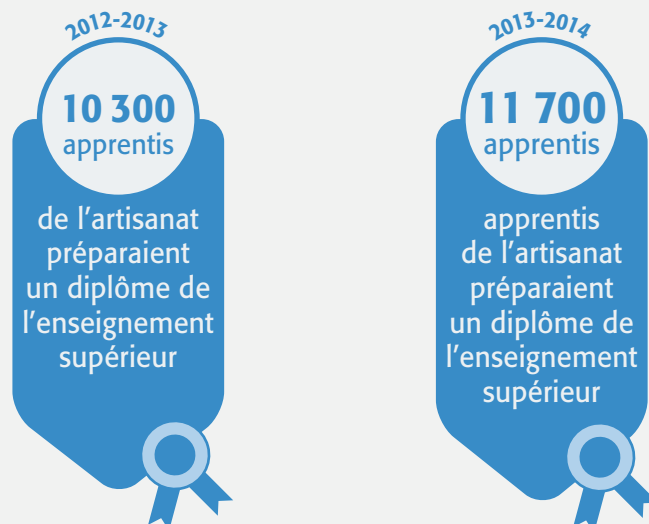 2012-2013
10 300
apprentis
de l'artisanat
préparaient
un diplôme de
l'enseignement
supérieur
2013-2014
11 700
apprentis
apprentis
de l'artisanat
préparaient
un diplôme de
l'enseignement
supérieur